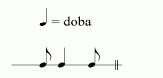 ♩ = doba